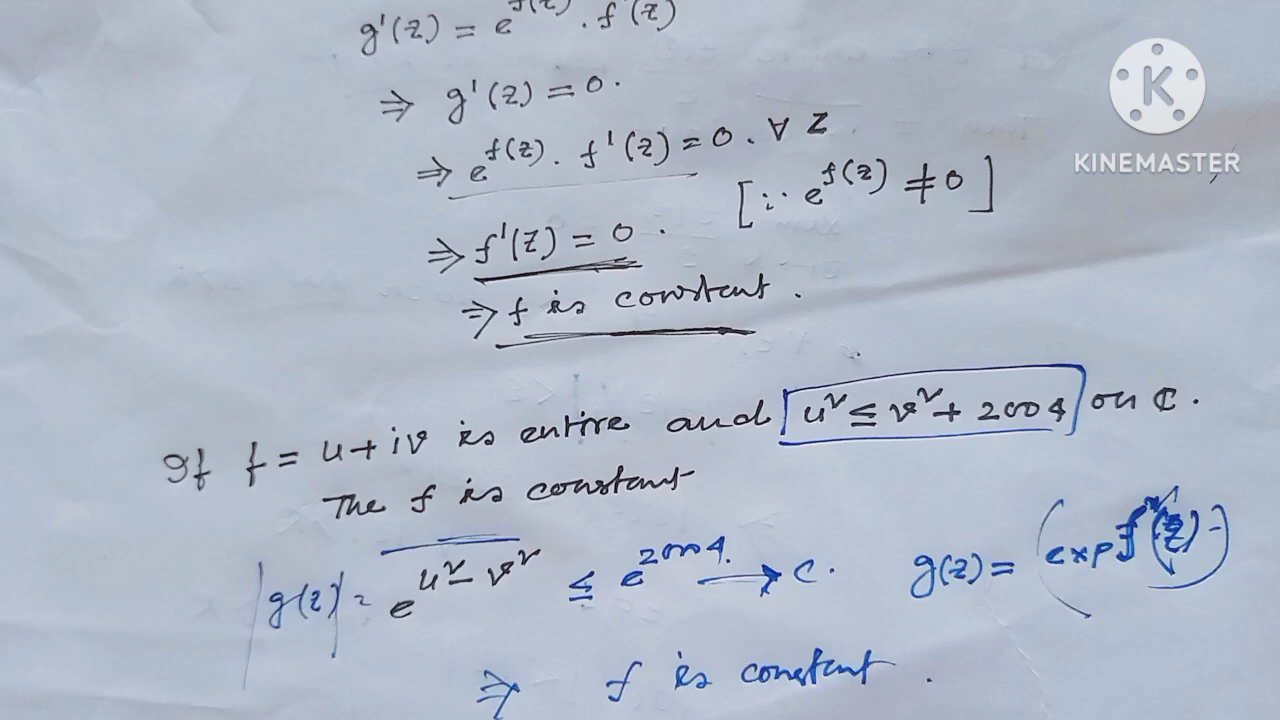 g'(z) = e^f(z) . f'(z)
⇒ g'(z) = 0.
⇒ e^f(z) . f'(z) = 0 . ∀ z
[∵ e^f(z) ≠ 0]
⇒ f'(z) = 0 .
⇒ f is constant .
If f = u + iv is entire and u² ≤ v² + 2004 on ℂ.
The f is constant
|g(z)| = e^u² - v² ≤ e^2004. → C. g(z) = (exp f²(z))
⇒ f is constant .
KINEMASTER